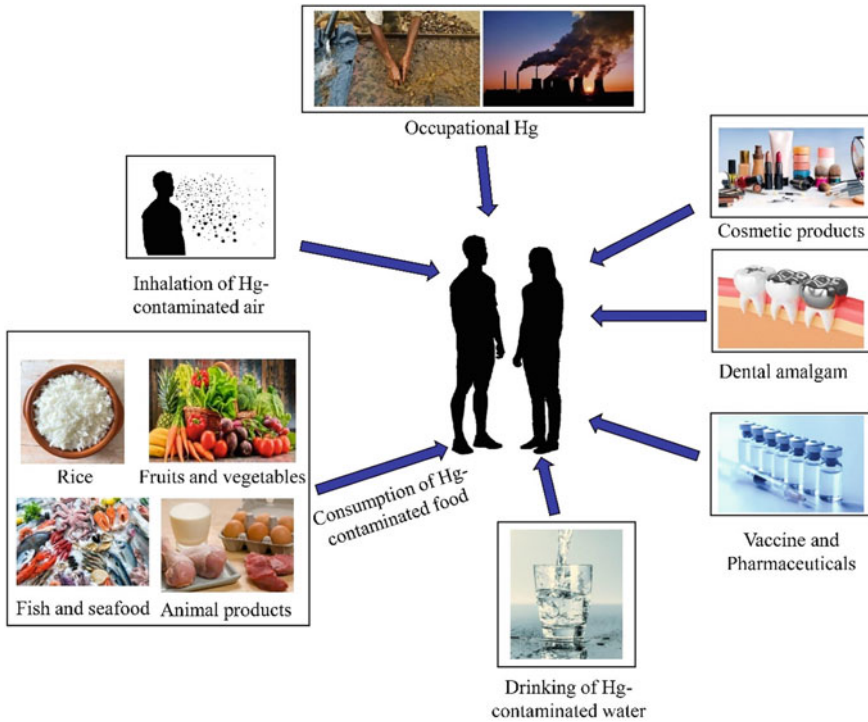 Occupational Hg
Cosmetic products
Inhalation of Hg-
contaminated air
Dental amalgam
Rice
Fruits and vegetables
Consumption of Hg-
contaminated food
Fish and seafood
Animal products
Vaccine and
Pharmaceuticals
Drinking of Hg-
contaminated water